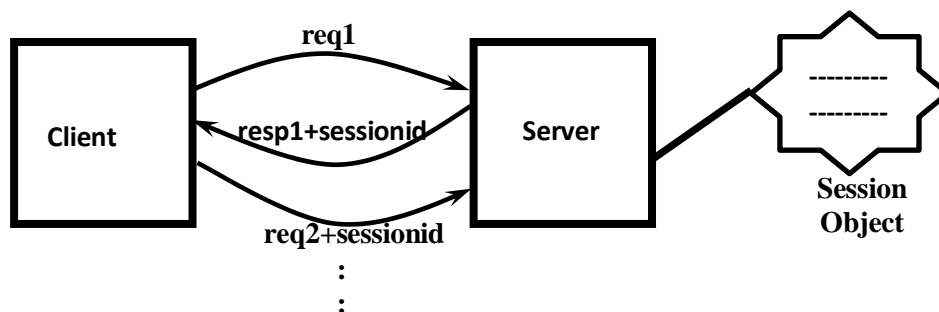 req1
Client
resp1+sessionid
Server
---------
---------
req2+sessionid
Session
Object
:
: